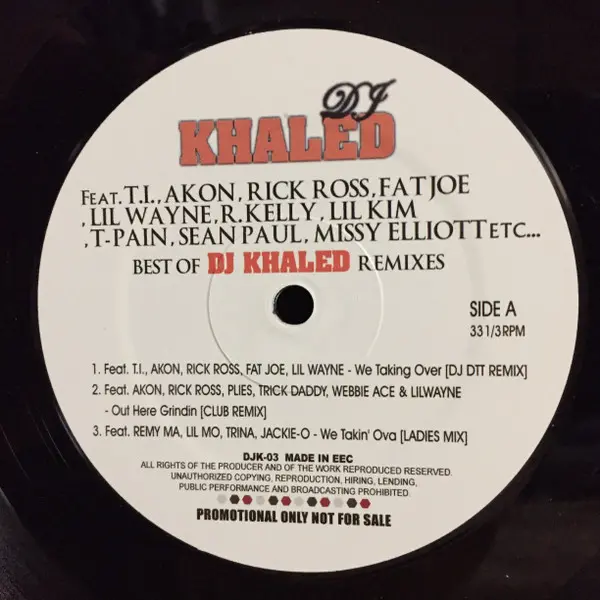 DJ
KHALED
FEAT. T.I., AKON, RICK ROSS, FAT JOE
, LIL WAYNE, R.KELLY, LIL KIM
, T-PAIN, SEAN PAUL, MISSY ELLIOTT ETC...
BEST OF DJ KHALED REMIXES
SIDE A
33 1/3 RPM
1. Feat. T.I., AKON, RICK ROSS, FAT JOE, LIL WAYNE - We Taking Over [DJ DTT REMIX]
2. Feat. AKON, RICK ROSS, PLIES, TRICK DADDY, WEBBIE ACE & LILWAYNE
- Out Here Grindin [CLUB REMIX]
3. Feat. REMY MA, LIL MO, TRINA, JACKIE-O - We Takin' Ova [LADIES MIX]
DJK-03 MADE IN EEC
ALL RIGHTS OF THE PRODUCER AND OF THE WORK REPRODUCED RESERVED.
UNAUTHORIZED COPYING, REPRODUCTION, HIRING, LENDING,
PUBLIC PERFORMANCE AND BROADCASTING PROHIBITED.
PROMOTIONAL ONLY NOT FOR SALE